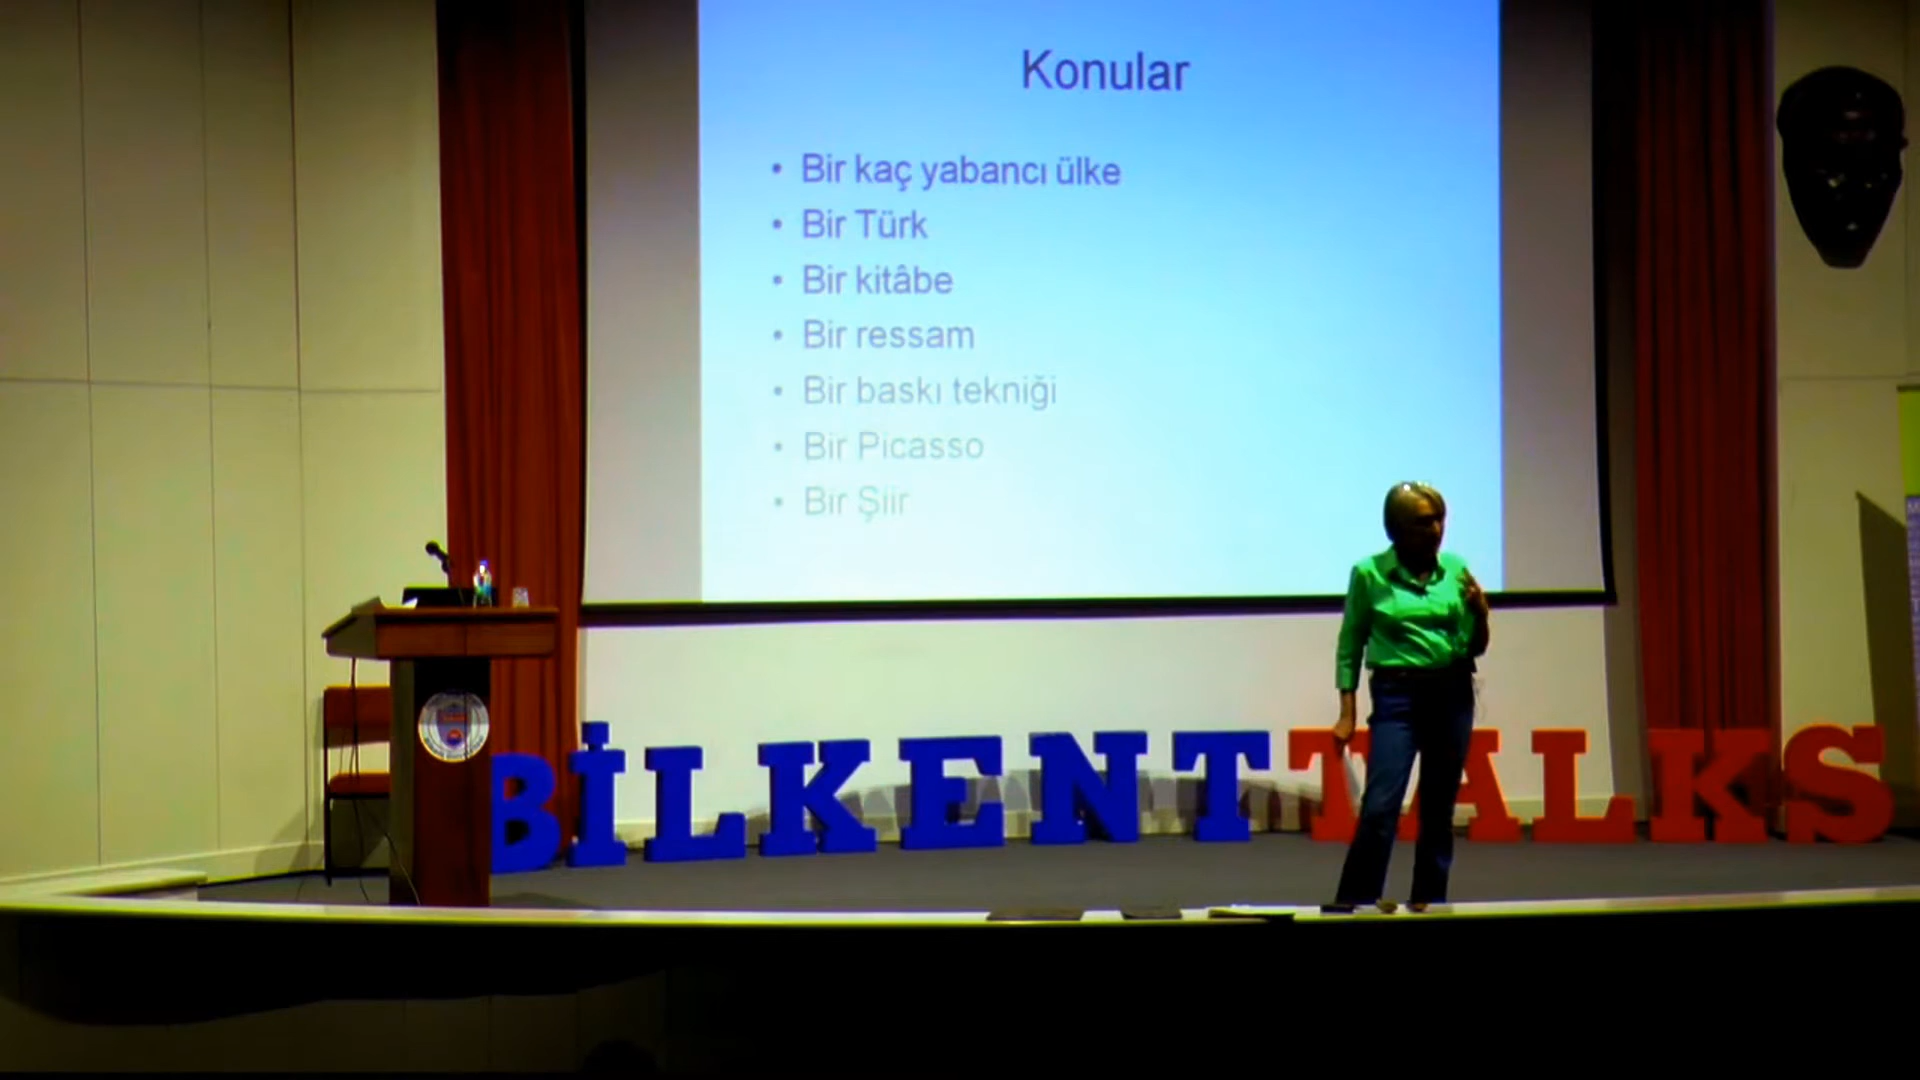 Konular
• Bir kaç yabancı ülke
• Bir Türk
• Bir kitâbe
• Bir ressam
• Bir baskı tekniği
• Bir Picasso
• Bir Şiir
BİLKENT TALKS